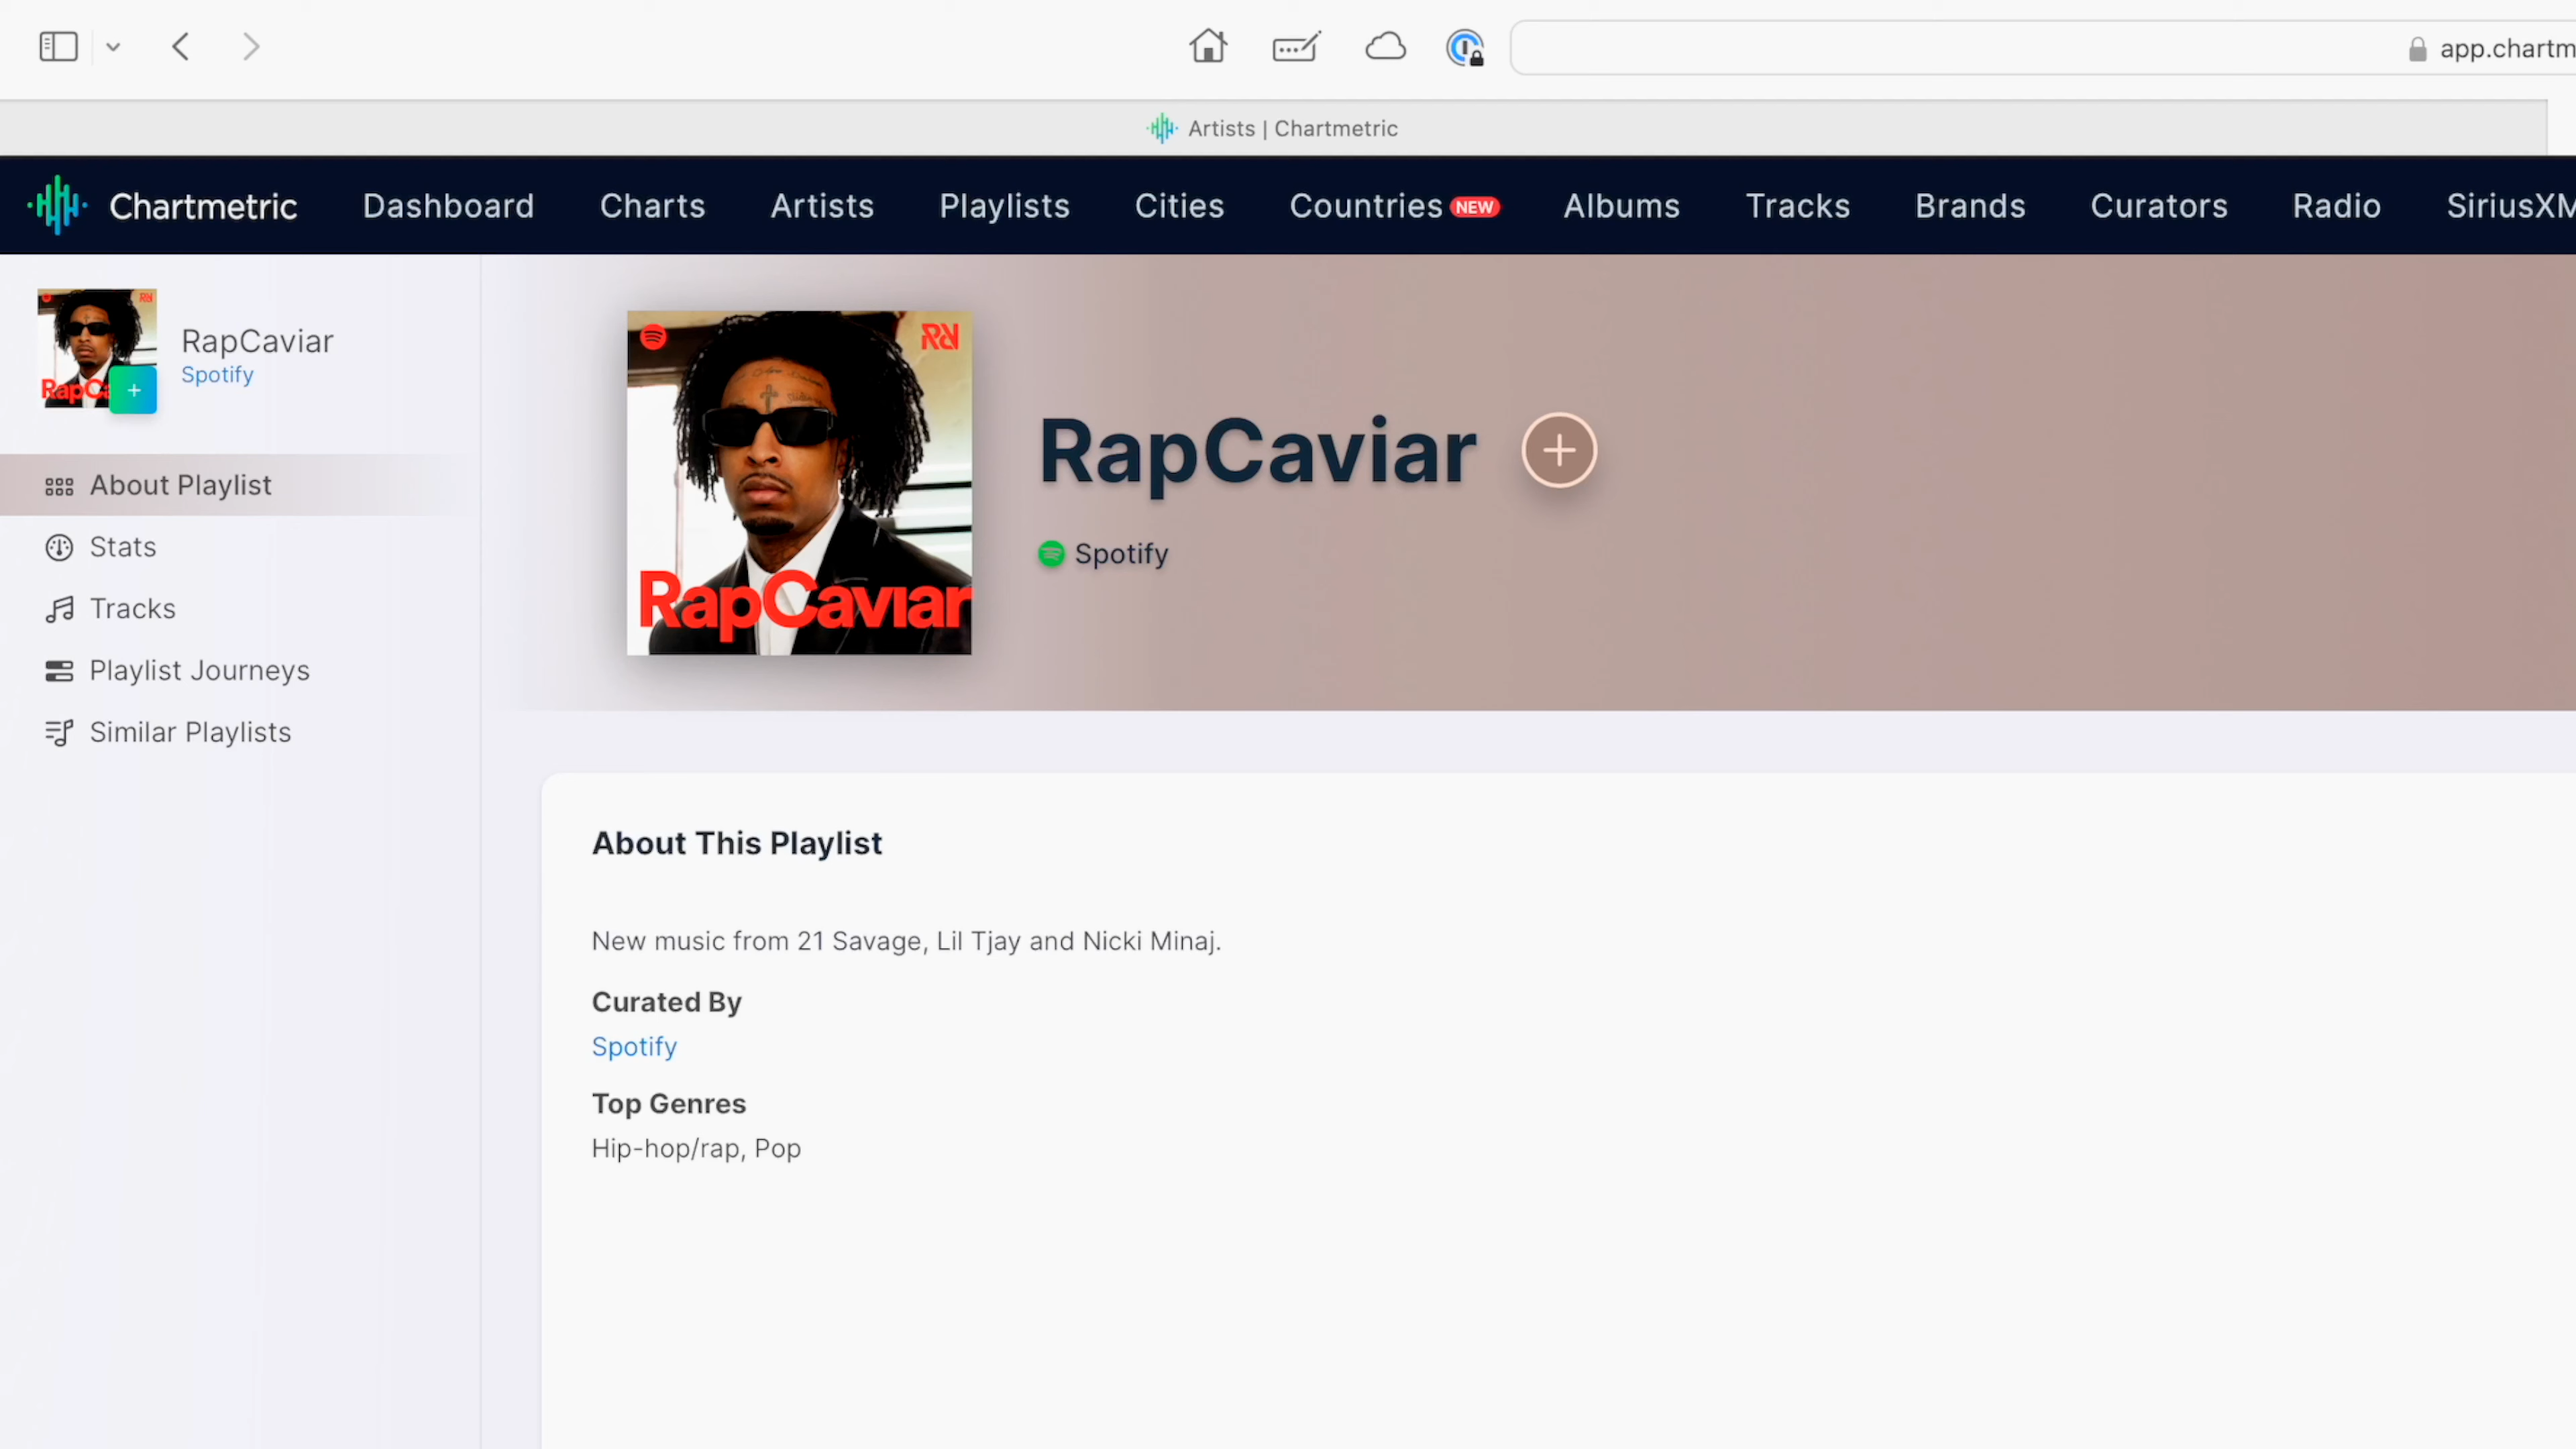 app.chartm
Artists | Chartmetric
Chartmetric Dashboard Charts Artists Playlists Cities Countries NEW Albums Tracks Brands Curators Radio SiriusXM
RapCaviar
Spotify
RapCa
About Playlist
Stats
Tracks
Playlist Journeys
Similar Playlists
RapCaviar
RapCaviar
Spotify
About This Playlist
New music from 21 Savage, Lil Tjay and Nicki Minaj.
Curated By
Spotify
Top Genres
Hip-hop/rap, Pop